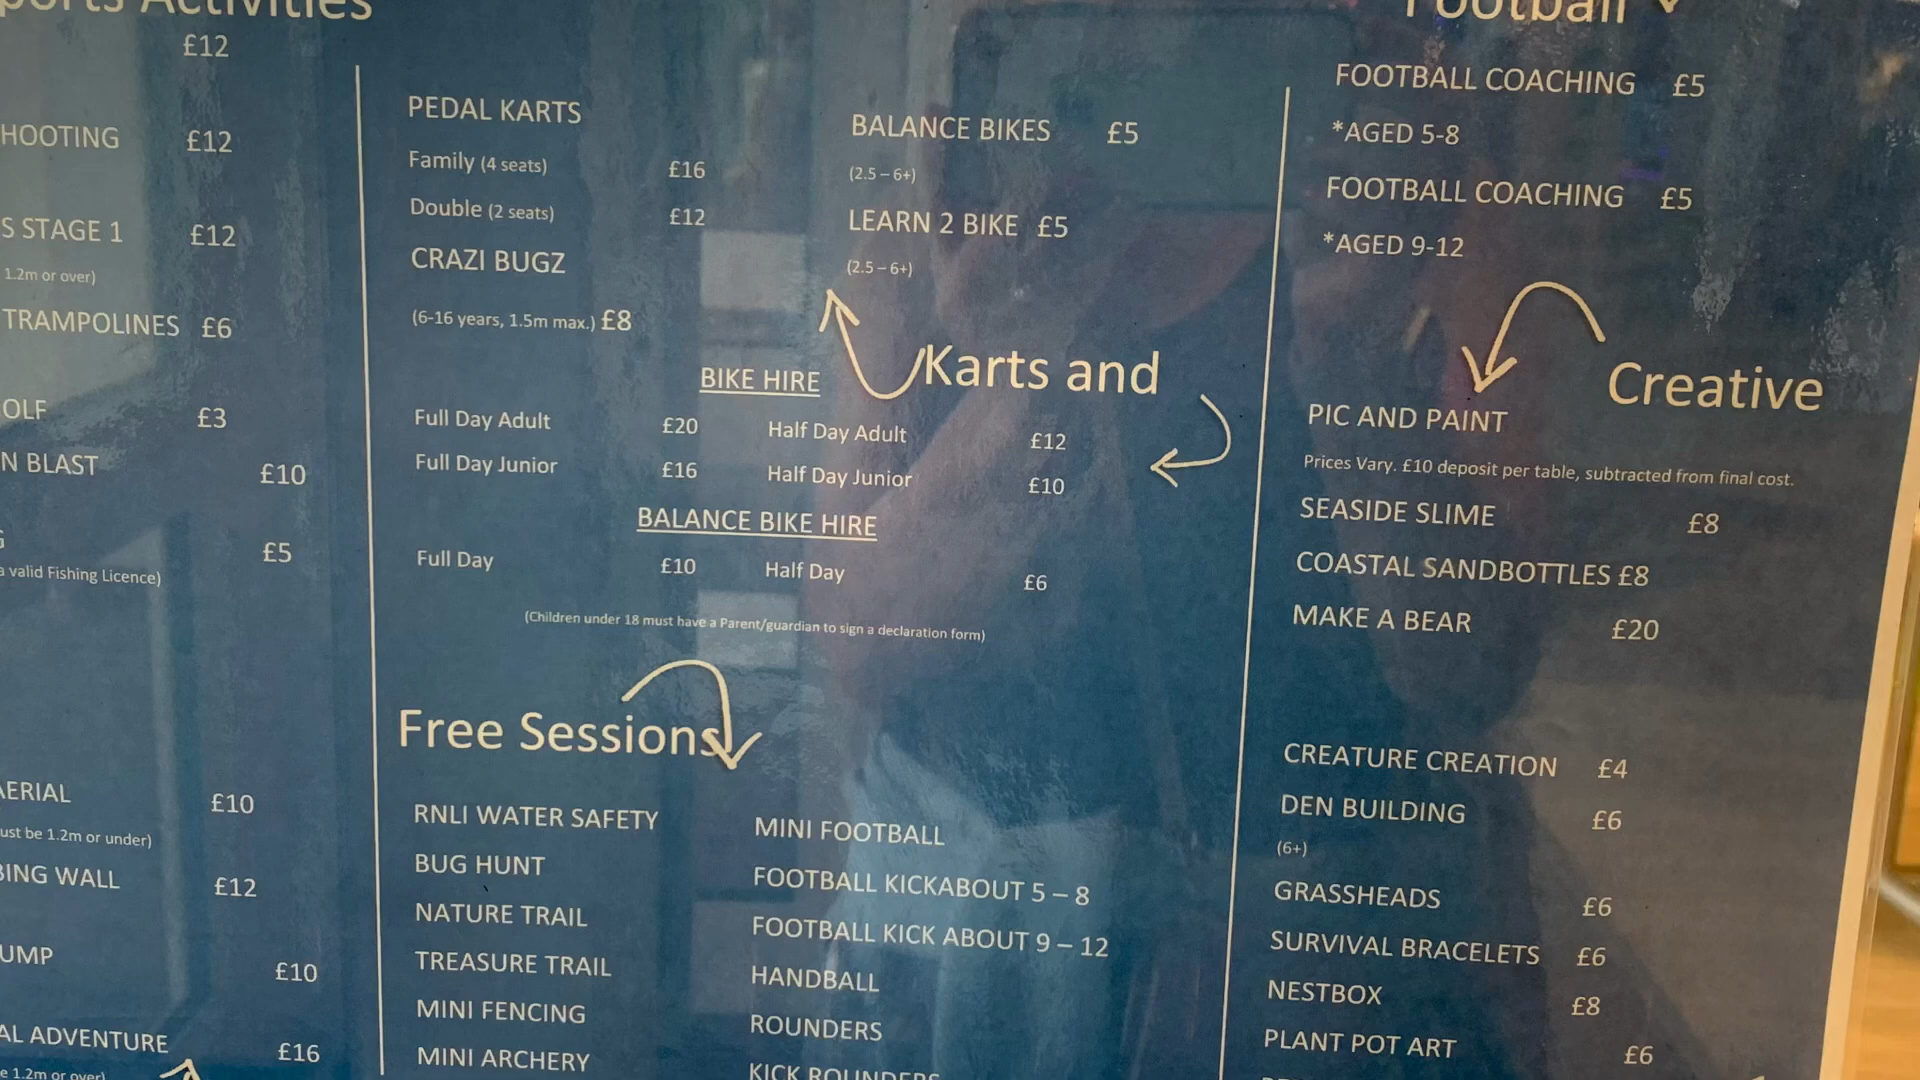 Activities
£12
HOOTING £12
S STAGE 1 £12
1.2m or over)
TRAMPOLINES £6
OLF £3
N BLAST £10
G £5
a valid Fishing Licence)
AERIAL £10
ust be 1.2m or under)
BING WALL £12
UMP £10
AL ADVENTURE £16
e 1.2m or over)
PEDAL KARTS
Family (4 seats) £16
Double (2 seats) £12
CRAZI BUGZ
(6-16 years, 1.5m max.) £8
BALANCE BIKES £5
(2.5 – 6+)
LEARN 2 BIKE £5
(2.5 – 6+)
Karts and
BIKE HIRE
Full Day Adult £20 Half Day Adult £12
Full Day Junior £16 Half Day Junior £10
BALANCE BIKE HIRE
Full Day £10 Half Day £6
(Children under 18 must have a Parent/guardian to sign a declaration form)
Free Sessions
RNLI WATER SAFETY
BUG HUNT
NATURE TRAIL
TREASURE TRAIL
MINI FENCING
MINI ARCHERY
MINI FOOTBALL
FOOTBALL KICKABOUT 5 – 8
FOOTBALL KICK ABOUT 9 – 12
HANDBALL
ROUNDERS
KICK ROUNDERS
Football
FOOTBALL COACHING £5
*AGED 5-8
FOOTBALL COACHING £5
*AGED 9-12
Creative
PIC AND PAINT
Prices Vary. £10 deposit per table, subtracted from final cost.
SEASIDE SLIME £8
COASTAL SANDBOTTLES £8
MAKE A BEAR £20
CREATURE CREATION £4
DEN BUILDING £6
(6+)
GRASSHEADS £6
SURVIVAL BRACELETS £6
NESTBOX £8
PLANT POT ART £6